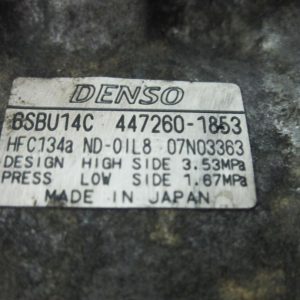 DENSO
6SBU14C 447260-1853
HFC134a ND-OIL8 07N03363
DESIGN HIGH SIDE 3.53MPa
PRESS LOW SIDE 1.67MPa
MADE IN JAPAN